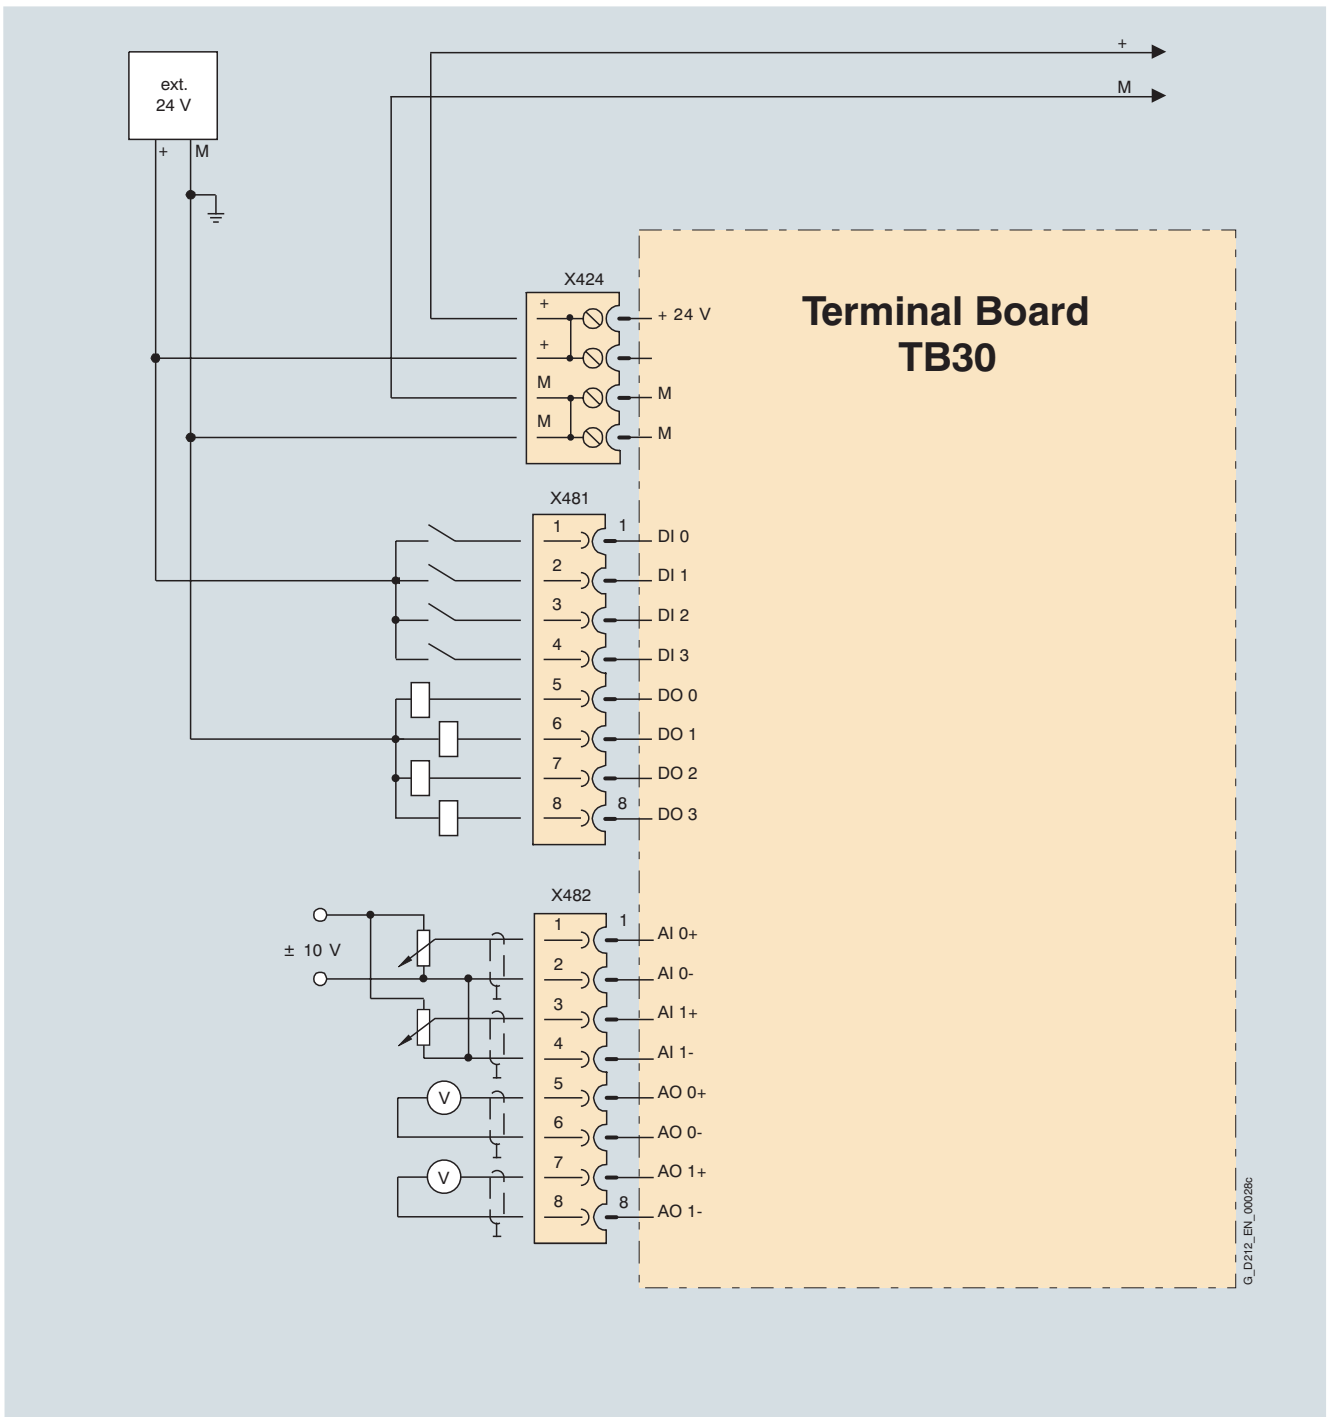 +
M
ext.
24 V
+ M
X424
+ + 24 V
+
M M
M M
Terminal Board
TB30
X481
1 1 DI 0
2 DI 1
3 DI 2
4 DI 3
5 DO 0
6 DO 1
7 DO 2
8 8 DO 3
X482
± 10 V
1 1 AI 0+
2 AI 0-
3 AI 1+
4 AI 1-
V 5 AO 0+
6 AO 0-
V 7 AO 1+
8 8 AO 1-
G_D212_EN_00028c